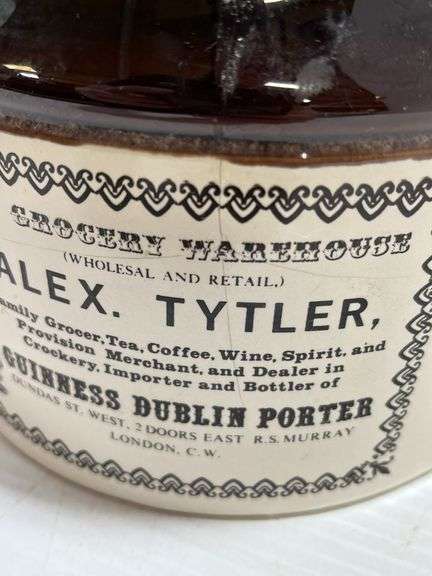 GROCERY WAREHOUSE
(WHOLESAL AND RETAIL,)
ALEX. TYTLER,
Family Grocer, Tea, Coffee, Wine, Spirit, and
Provision Merchant, and Dealer in
Crockery, Importer and Bottler of
GUINNESS DUBLIN PORTER
DUNDAS ST. WEST, 2 DOORS EAST R.S. MURRAY
LONDON, C.W.